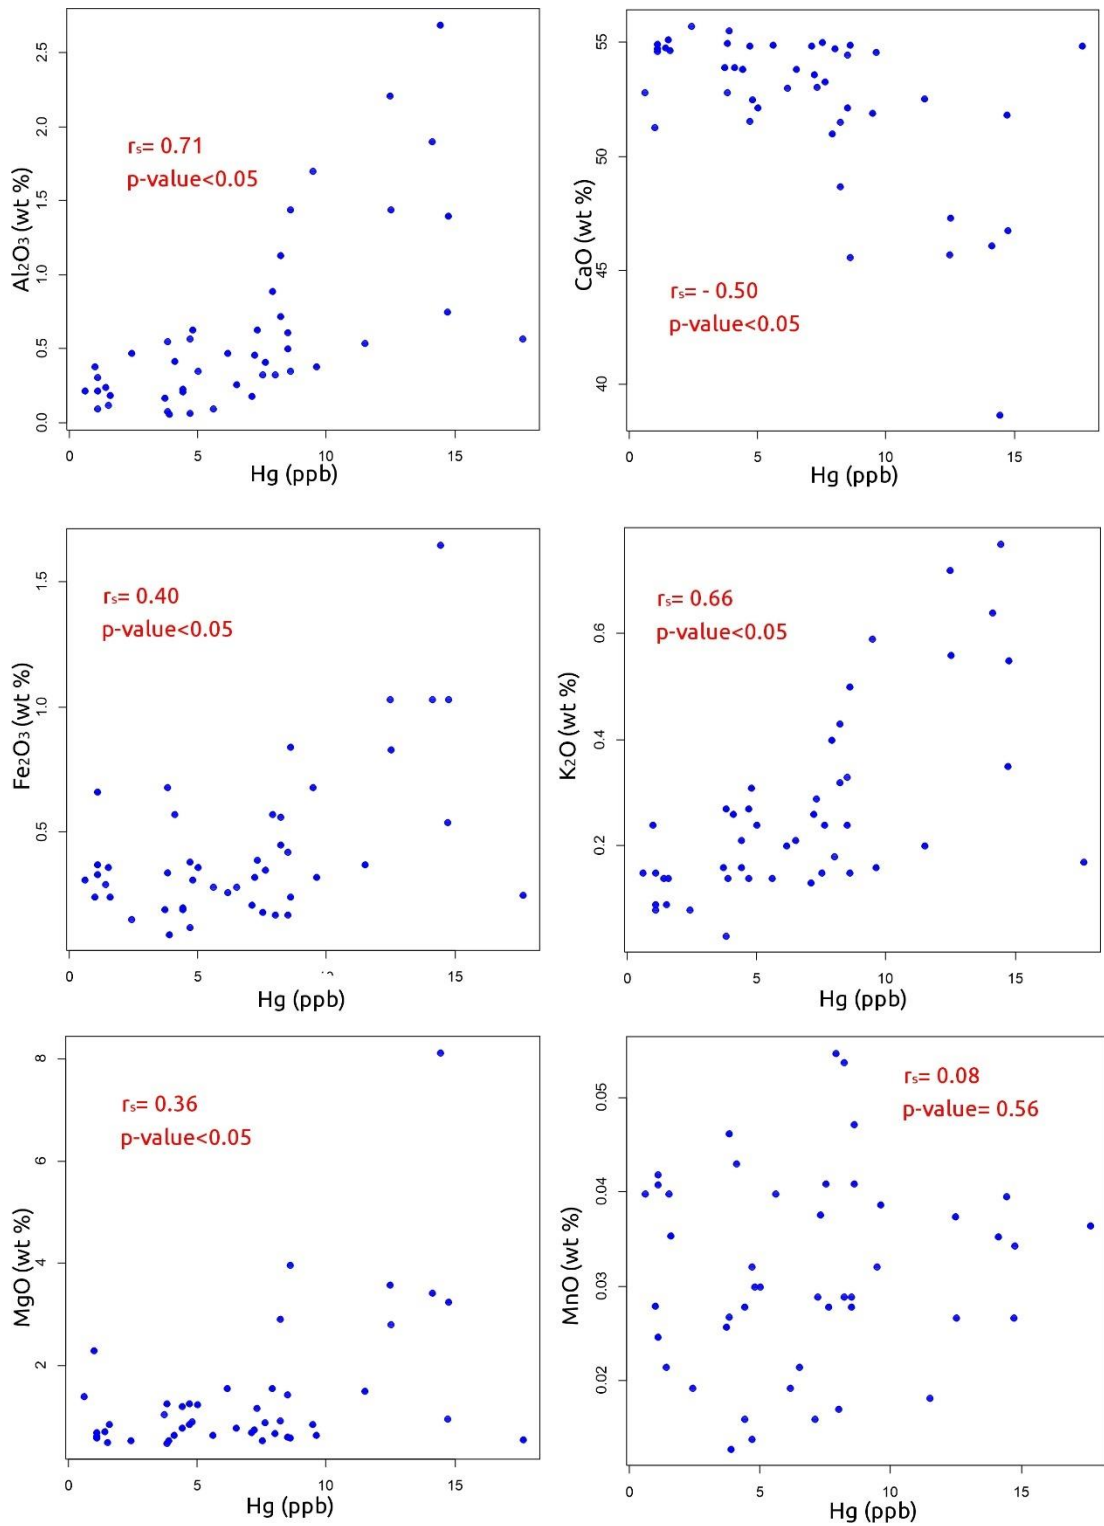 2.5
2.0
1.5
1.0
0.5
0.0
Al₂O₃ (wt %)
rₛ= 0.71
p-value<0.05
0 5 10 15
Hg (ppb)
55
50
45
40
CaO (wt %)
rₛ= - 0.50
p-value<0.05
0 5 10 15
Hg (ppb)
1.5
1.0
0.5
Fe₂O₃ (wt %)
rₛ= 0.40
p-value<0.05
0 5 15
Hg (ppb)
0.6
0.4
0.2
K₂O (wt %)
rₛ= 0.66
p-value<0.05
0 5 10 15
Hg (ppb)
8
6
4
2
MgO (wt %)
rₛ= 0.36
p-value<0.05
0 5 10 15
Hg (ppb)
0.05
0.04
0.03
0.02
MnO (wt %)
rₛ= 0.08
p-value= 0.56
0 5 10 15
Hg (ppb)